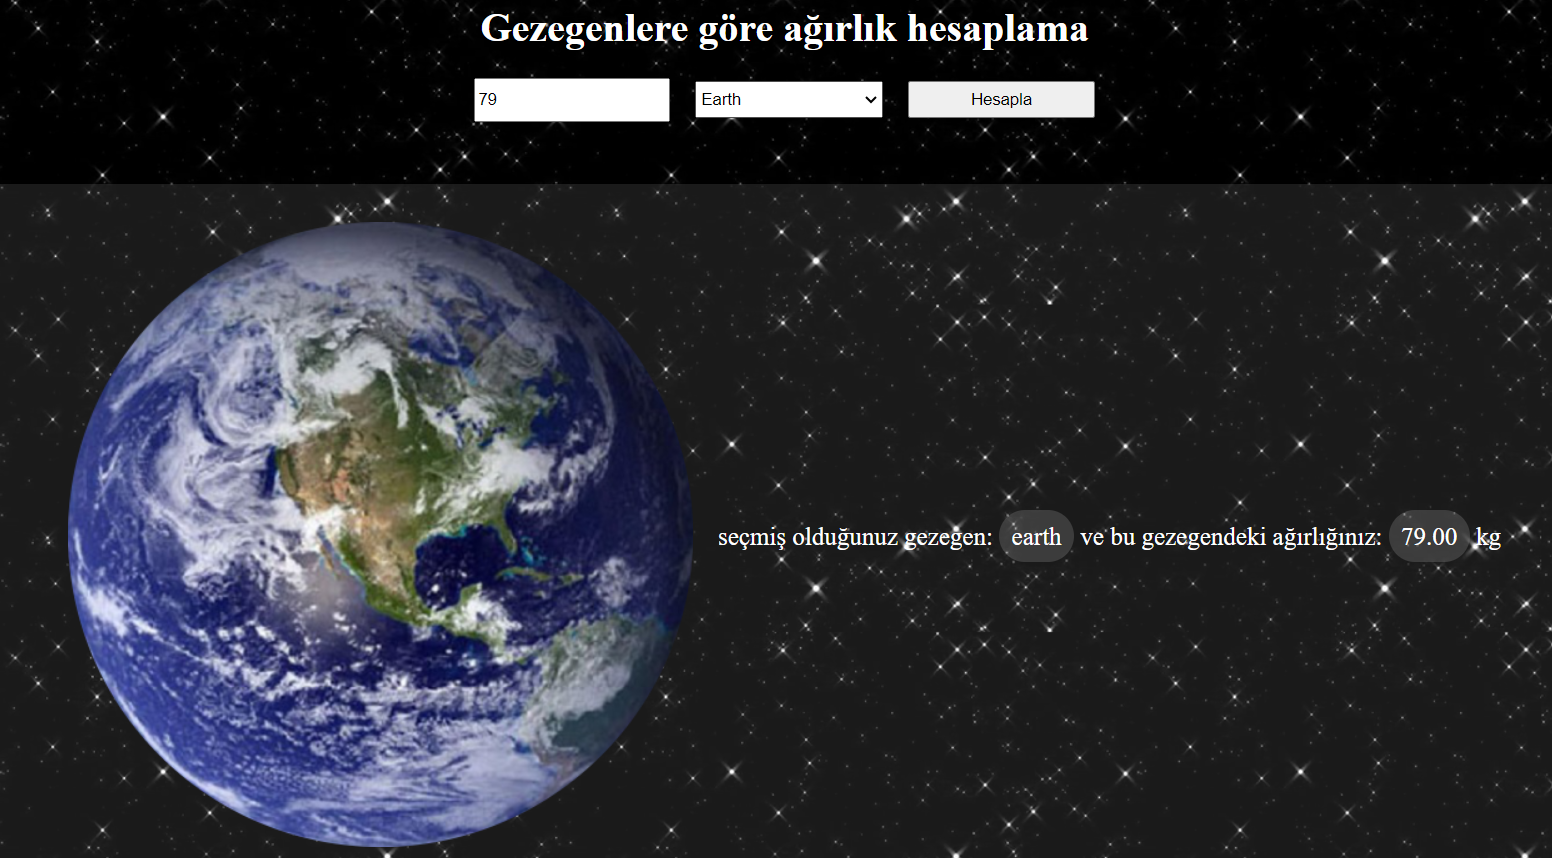 Gezegenlere göre ağırlık hesaplama
79 Earth Hesapla
seçmiş olduğunuz gezegen: earth ve bu gezegendeki ağırlığınız: 79.00 kg